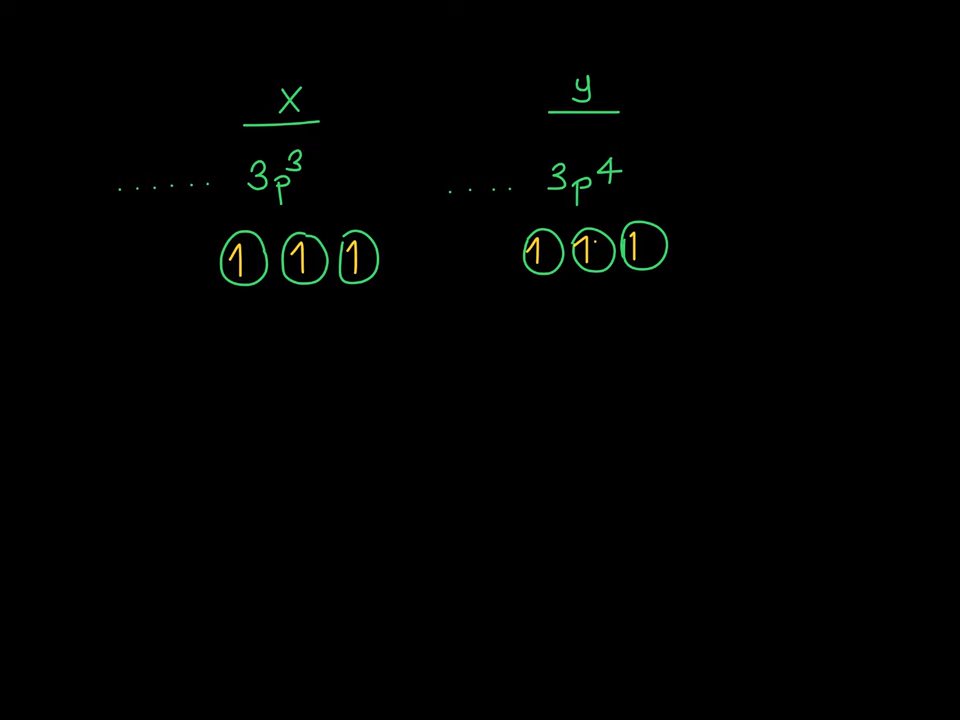 x y
...... 3p³ .... 3p⁴
1 1 1 1 1 1